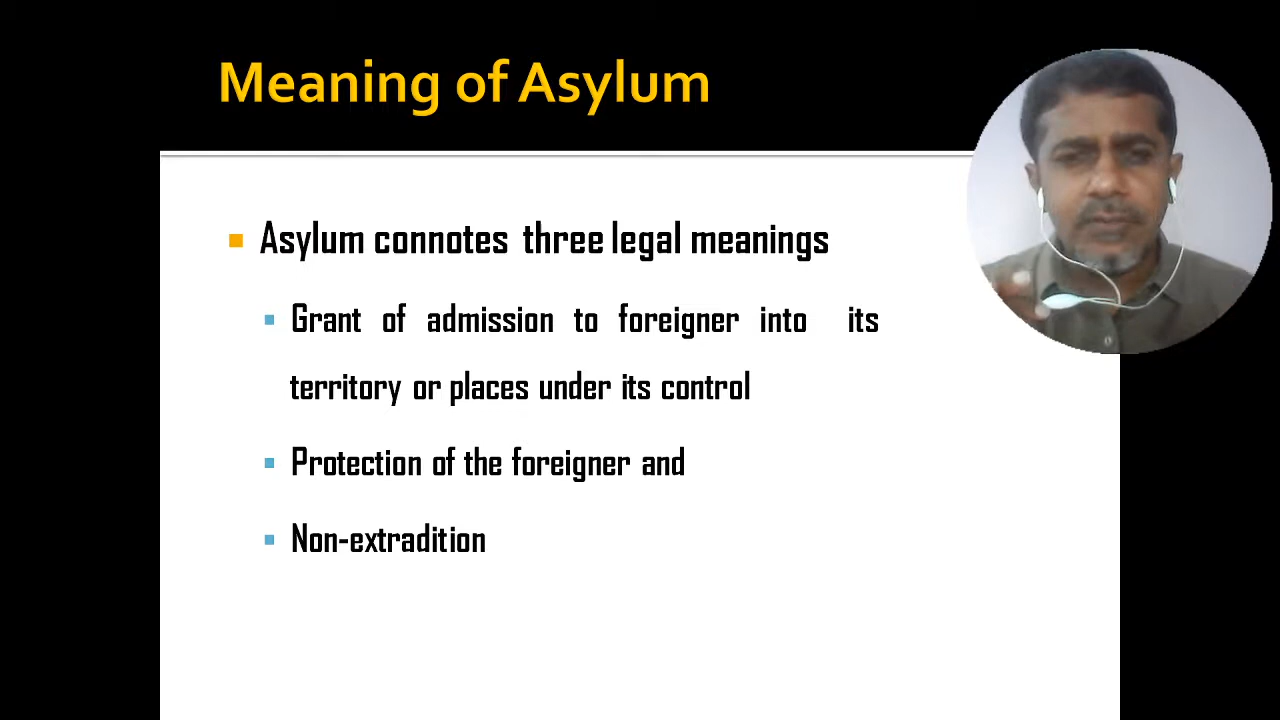 Meaning of Asylum
Asylum connotes three legal meanings
Grant of admission to foreigner into its
territory or places under its control
Protection of the foreigner and
Non-extradition